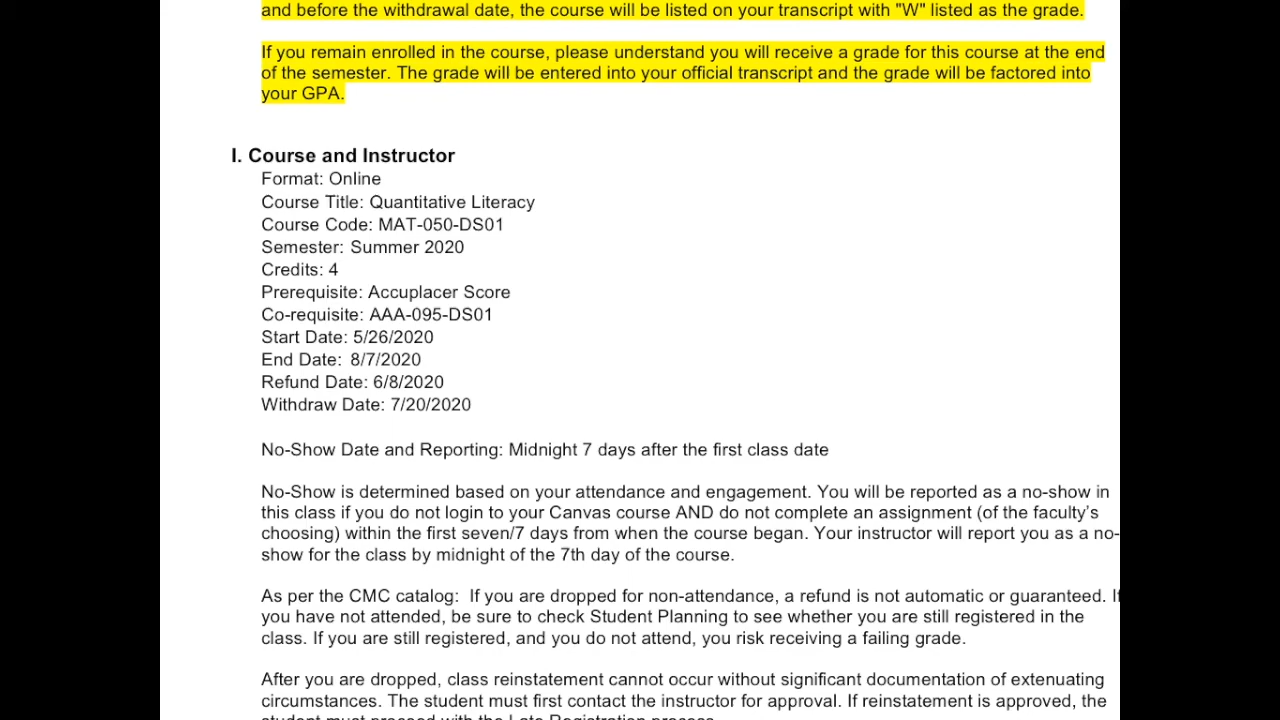 and before the withdrawal date, the course will be listed on your transcript with "W" listed as the grade.
If you remain enrolled in the course, please understand you will receive a grade for this course at the end
of the semester. The grade will be entered into your official transcript and the grade will be factored into
your GPA.
I. Course and Instructor
Format: Online
Course Title: Quantitative Literacy
Course Code: MAT-050-DS01
Semester: Summer 2020
Credits: 4
Prerequisite: Accuplacer Score
Co-requisite: AAA-095-DS01
Start Date: 5/26/2020
End Date: 8/7/2020
Refund Date: 6/8/2020
Withdraw Date: 7/20/2020
No-Show Date and Reporting: Midnight 7 days after the first class date
No-Show is determined based on your attendance and engagement. You will be reported as a no-show in
this class if you do not login to your Canvas course AND do not complete an assignment (of the faculty's
choosing) within the first seven/7 days from when the course began. Your instructor will report you as a no-
show for the class by midnight of the 7th day of the course.
As per the CMC catalog: If you are dropped for non-attendance, a refund is not automatic or guaranteed. If
you have not attended, be sure to check Student Planning to see whether you are still registered in the
class. If you are still registered, and you do not attend, you risk receiving a failing grade.
After you are dropped, class reinstatement cannot occur without significant documentation of extenuating
circumstances. The student must first contact the instructor for approval. If reinstatement is approved, the
student must proceed with the Late Registration process.